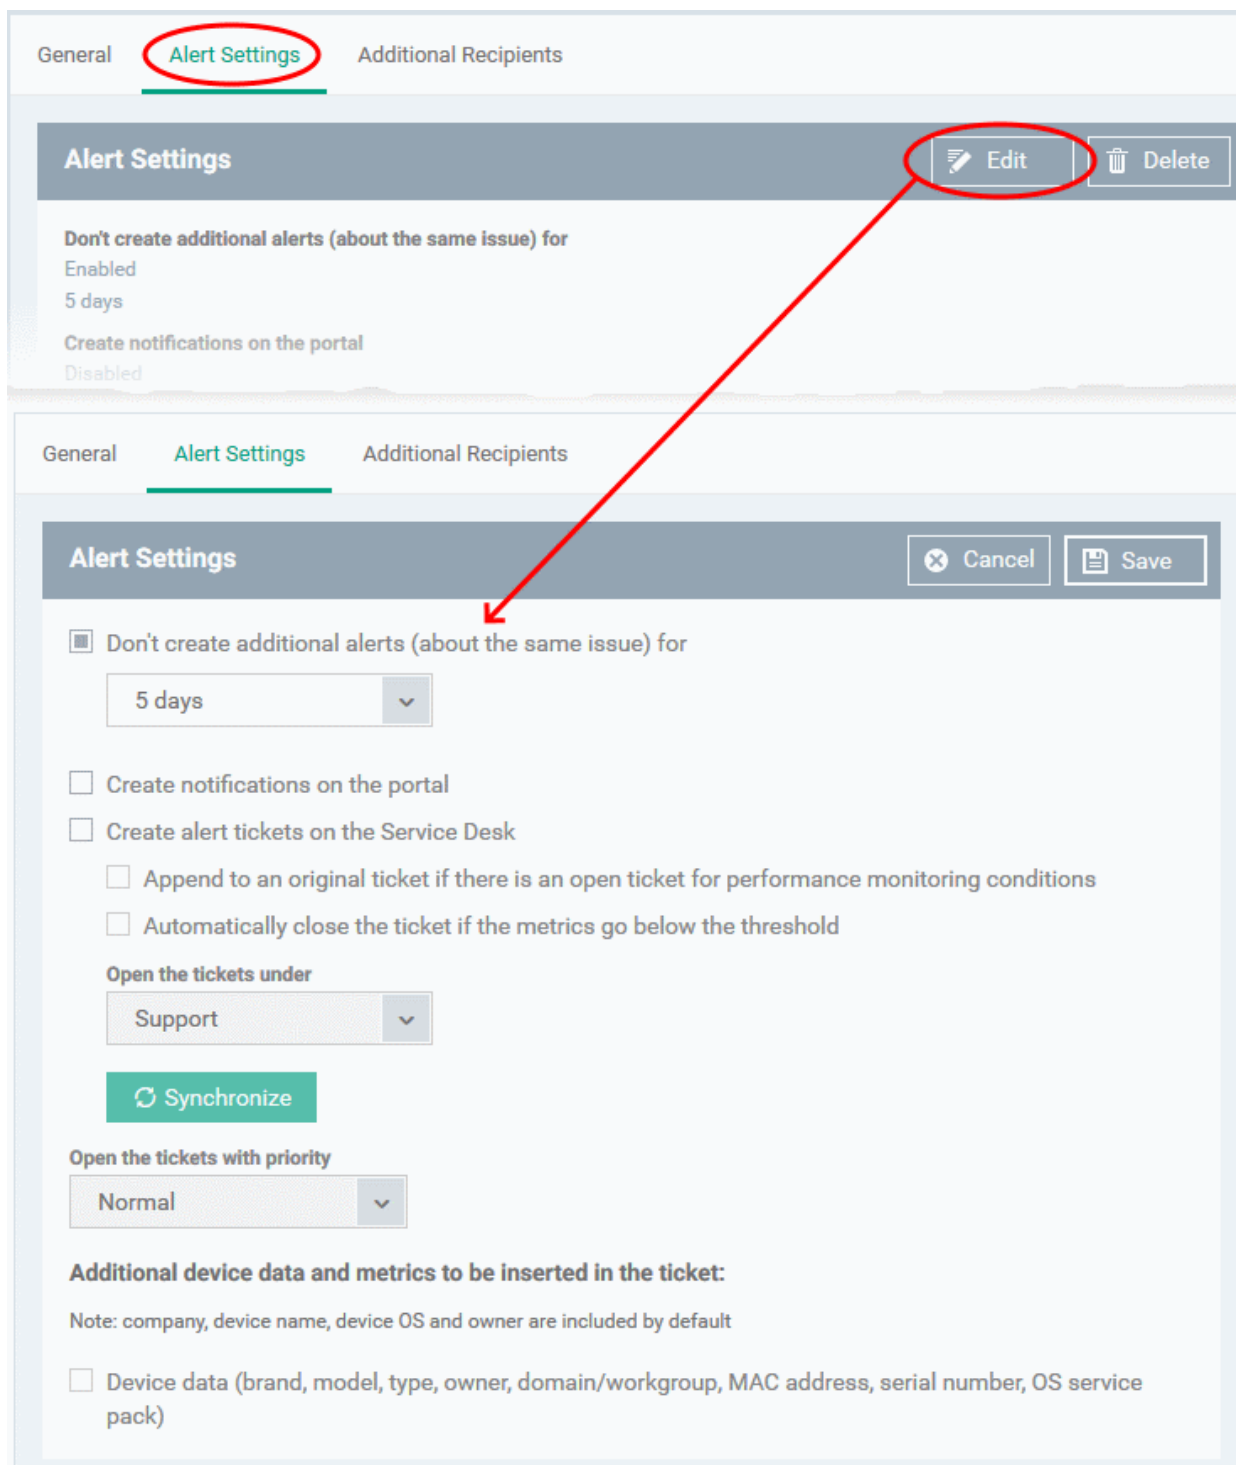 General Alert Settings Additional Recipients
Alert Settings Edit Delete
Don't create additional alerts (about the same issue) for
Enabled
5 days
Create notifications on the portal
Disabled
General Alert Settings Additional Recipients
Alert Settings Cancel Save
Don't create additional alerts (about the same issue) for
5 days
Create notifications on the portal
Create alert tickets on the Service Desk
Append to an original ticket if there is an open ticket for performance monitoring conditions
Automatically close the ticket if the metrics go below the threshold
Open the tickets under
Support
Synchronize
Open the tickets with priority
Normal
Additional device data and metrics to be inserted in the ticket:
Note: company, device name, device OS and owner are included by default
Device data (brand, model, type, owner, domain/workgroup, MAC address, serial number, OS service
pack)